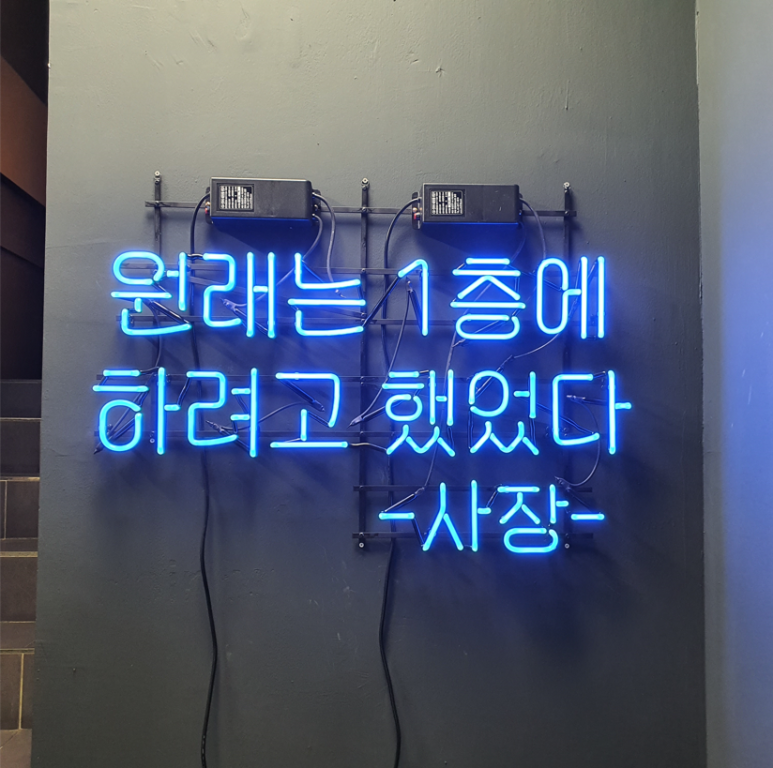 원래는 1층에
하려고 했었다
-사장-